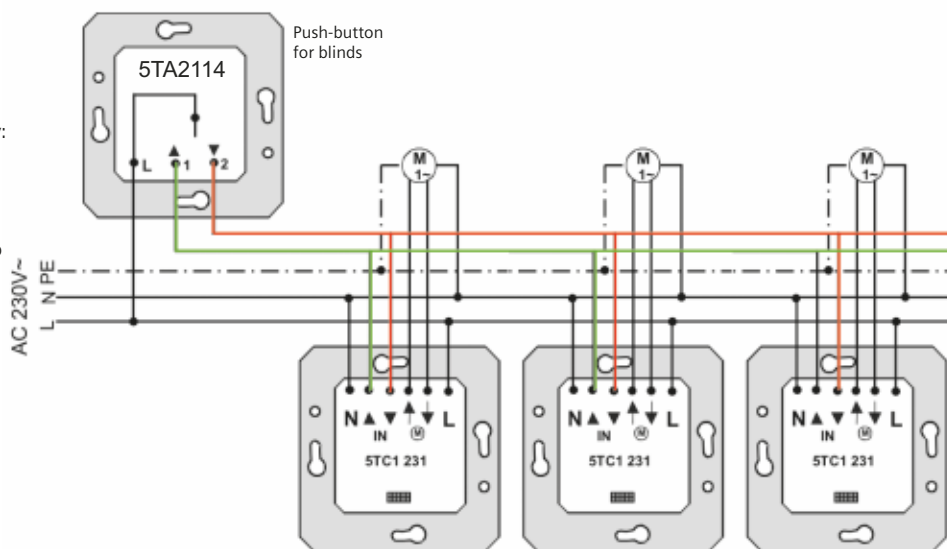 Push-button
for blinds
5TA2114
L ▲ 1 ▼ 2
M
1~
M
1~
M
1~
AC 230V~
PE
N
L
N ▲ ▼ L
IN M
5TC1 231
N ▲ ▼ L
IN M
5TC1 231
N ▲ ▼ L
IN M
5TC1 231